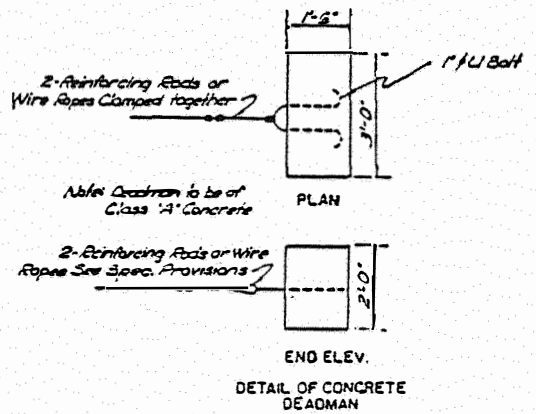 1'-6"
2-Reinforcing Rods or
Wire Ropes Clamped together
1" ϕ U Bolt
3'-0"
Note: Deadman to be of
Class "A" Concrete
PLAN
2-Reinforcing Rods or Wire
Ropes See Spec. Provisions
2'-0"
END ELEV.
DETAIL OF CONCRETE
DEADMAN